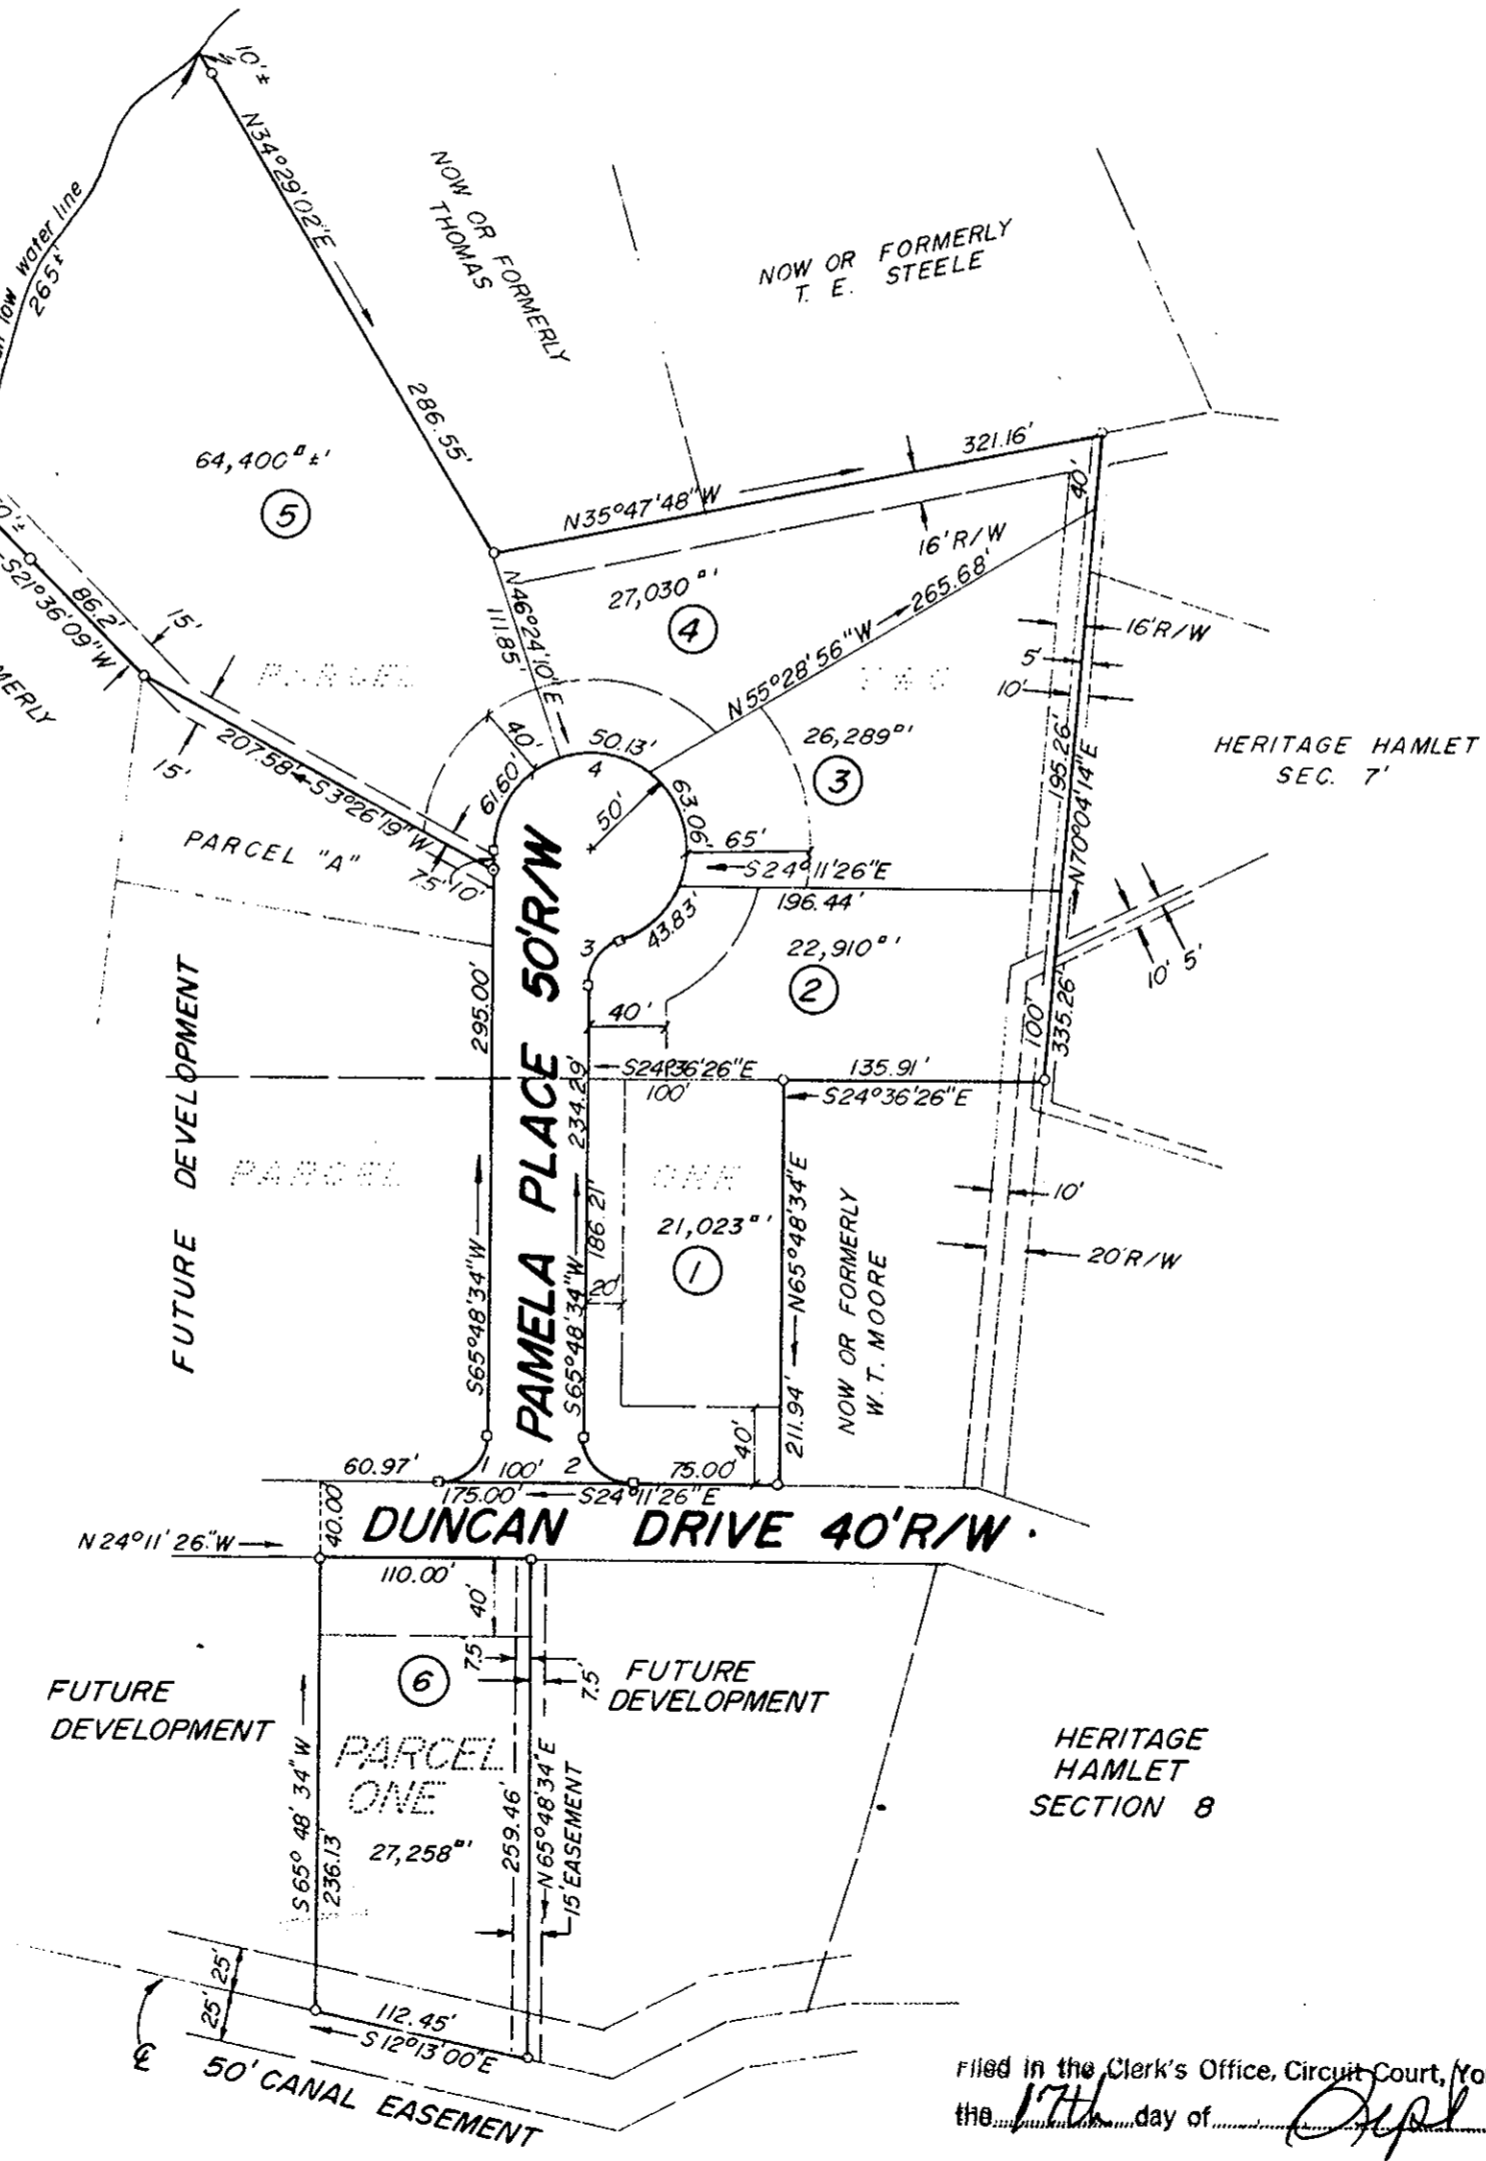 10'±
N34°29'02"E
286.55'
NOW OR FORMERLY
THOMAS
NOW OR FORMERLY
T. E. STEELE
low water line
265±'
64,400□±'
5
321.16'
N35°47'48"W
40'
16' R/W
27,030□'
4
N46°24'10"E
111.85'
N55°28'56"W
265.68'
S21°36'09"W
86.2'
15'
PARCEL
TWO
MERLY
15'
207.58'
S3°26'19"W
PARCEL "A"
7.5'
10'
40'
61.60'
50.13'
4
50'
63.06'
65'
26,289□'
3
16'R/W
5'
10'
195.26'
N70°04'14"E
HERITAGE HAMLET
SEC. 7'
S24°11'26"E
196.44'
43.83'
3
22,910□'
2
10'
5'
100'
335.26'
FUTURE DEVELOPMENT
295.00'
PAMELA PLACE 50'R/W
40'
234.29'
S24°36'26"E
100'
135.91'
S24°36'26"E
PARCEL
ONE
186.21'
21,023□'
1
20'
S65°48'34"W
S65°48'34"W
N65°48'34"E
211.94'
NOW OR FORMERLY
W. T. MOORE
10'
20'R/W
40'
60.97'
1
100'
2
75.00'
175.00'
S24°11'26"E
40.00'
DUNCAN DRIVE 40'R/W
N24°11'26"W
110.00'
40'
7.5'
7.5'
6
FUTURE
DEVELOPMENT
FUTURE
DEVELOPMENT
PARCEL
ONE
27,258□'
S65°48'34"W
236.13'
259.46'
N65°48'34"E
15' EASEMENT
HERITAGE
HAMLET
SECTION 8
25'
25'
112.45'
S12°13'00"E
℄
50' CANAL EASEMENT
Filed in the Clerk's Office, Circuit Court, Yo
the 17th day of Sept